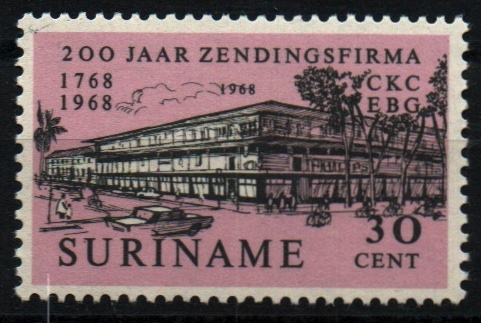 200 JAAR ZENDINGSFIRMA
1768
1968
1968
CKC
EBG
30
CENT
SURINAME